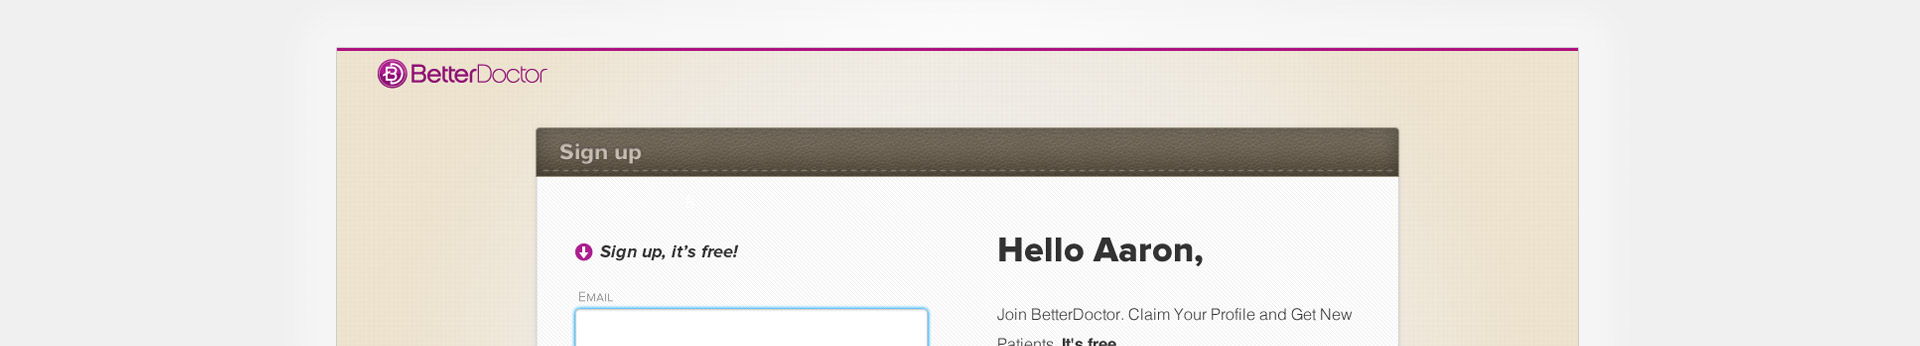 BetterDoctor
Sign up
Sign up, it's free!
Hello Aaron,
EMAIL
Join BetterDoctor. Claim Your Profile and Get New
Patients. It's free.